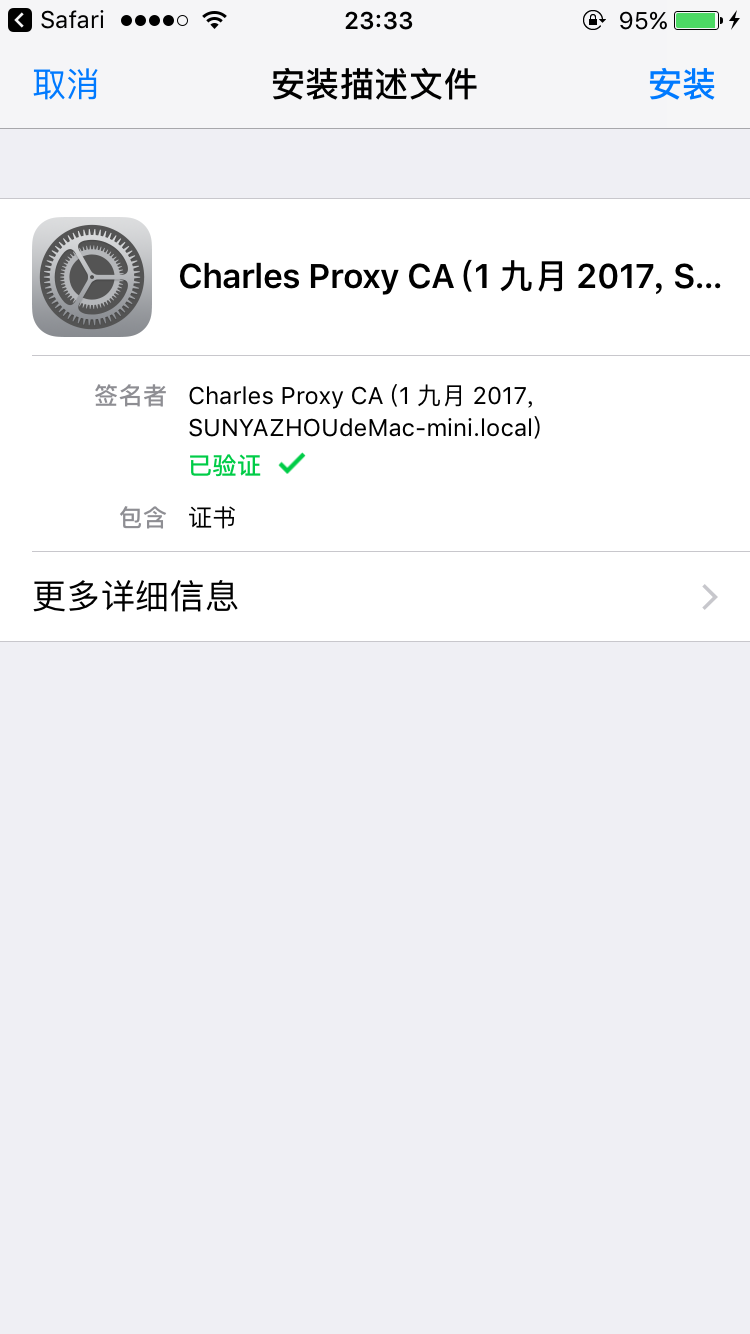 Safari 23:33 95%
取消 安装描述文件 安装
Charles Proxy CA (1 九月 2017, S...
签名者 Charles Proxy CA (1 九月 2017,
SUNYAZHOUdeMac-mini.local)
已验证
包含 证书
更多详细信息